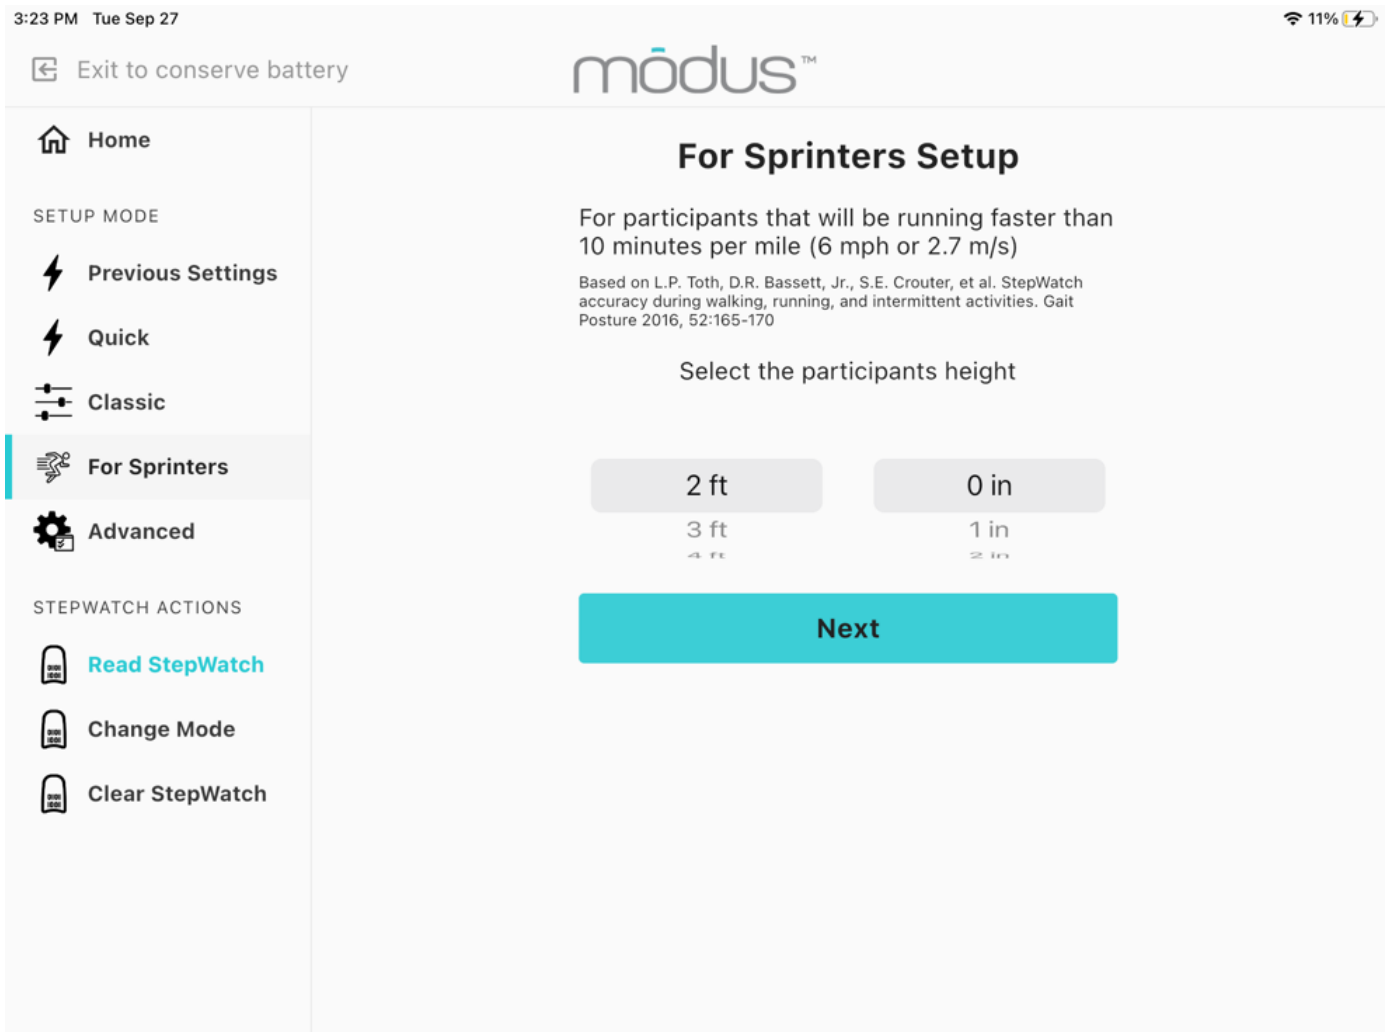 3:23 PM Tue Sep 27
11%
Exit to conserve battery
mōdus™
Home
SETUP MODE
Previous Settings
Quick
Classic
For Sprinters
Advanced
STEPWATCH ACTIONS
Read StepWatch
Change Mode
Clear StepWatch
For Sprinters Setup
For participants that will be running faster than
10 minutes per mile (6 mph or 2.7 m/s)
Based on L.P. Toth, D.R. Bassett, Jr., S.E. Crouter, et al. StepWatch
accuracy during walking, running, and intermittent activities. Gait
Posture 2016, 52:165-170
Select the participants height
2 ft 0 in
3 ft 1 in
4 ft 2 in
Next